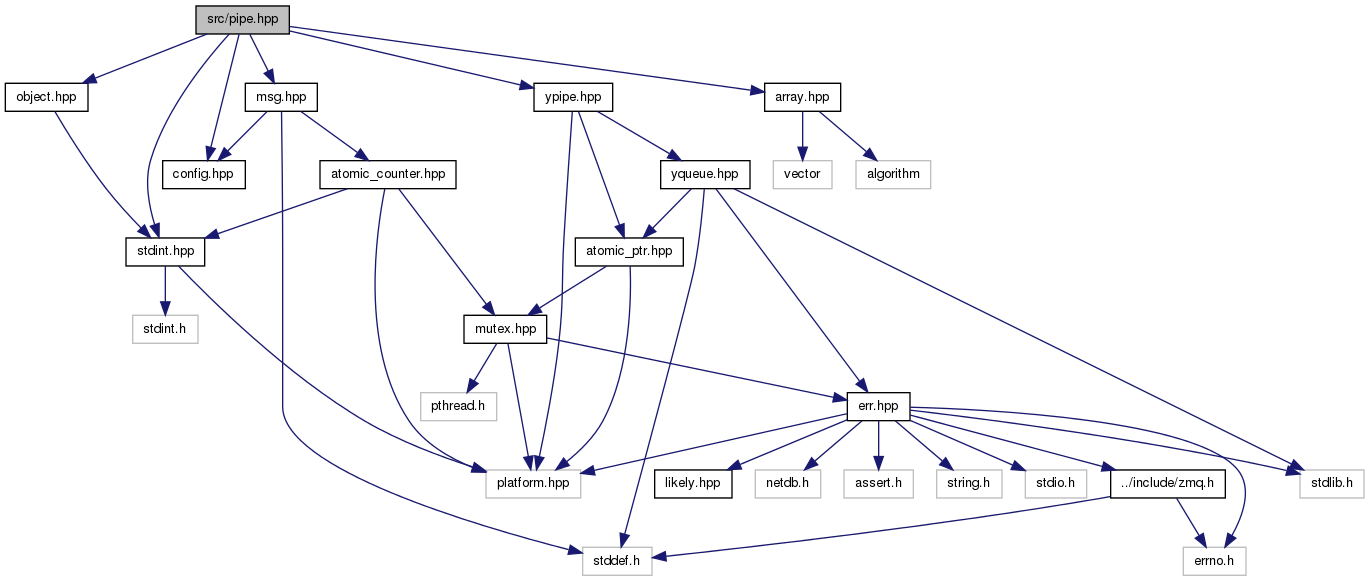 src/pipe.hpp
object.hpp
msg.hpp
ypipe.hpp
array.hpp
config.hpp
atomic_counter.hpp
yqueue.hpp
vector
algorithm
stdint.hpp
atomic_ptr.hpp
stdint.h
mutex.hpp
pthread.h
err.hpp
platform.hpp
likely.hpp
netdb.h
assert.h
string.h
stdio.h
../include/zmq.h
stdlib.h
stddef.h
errno.h